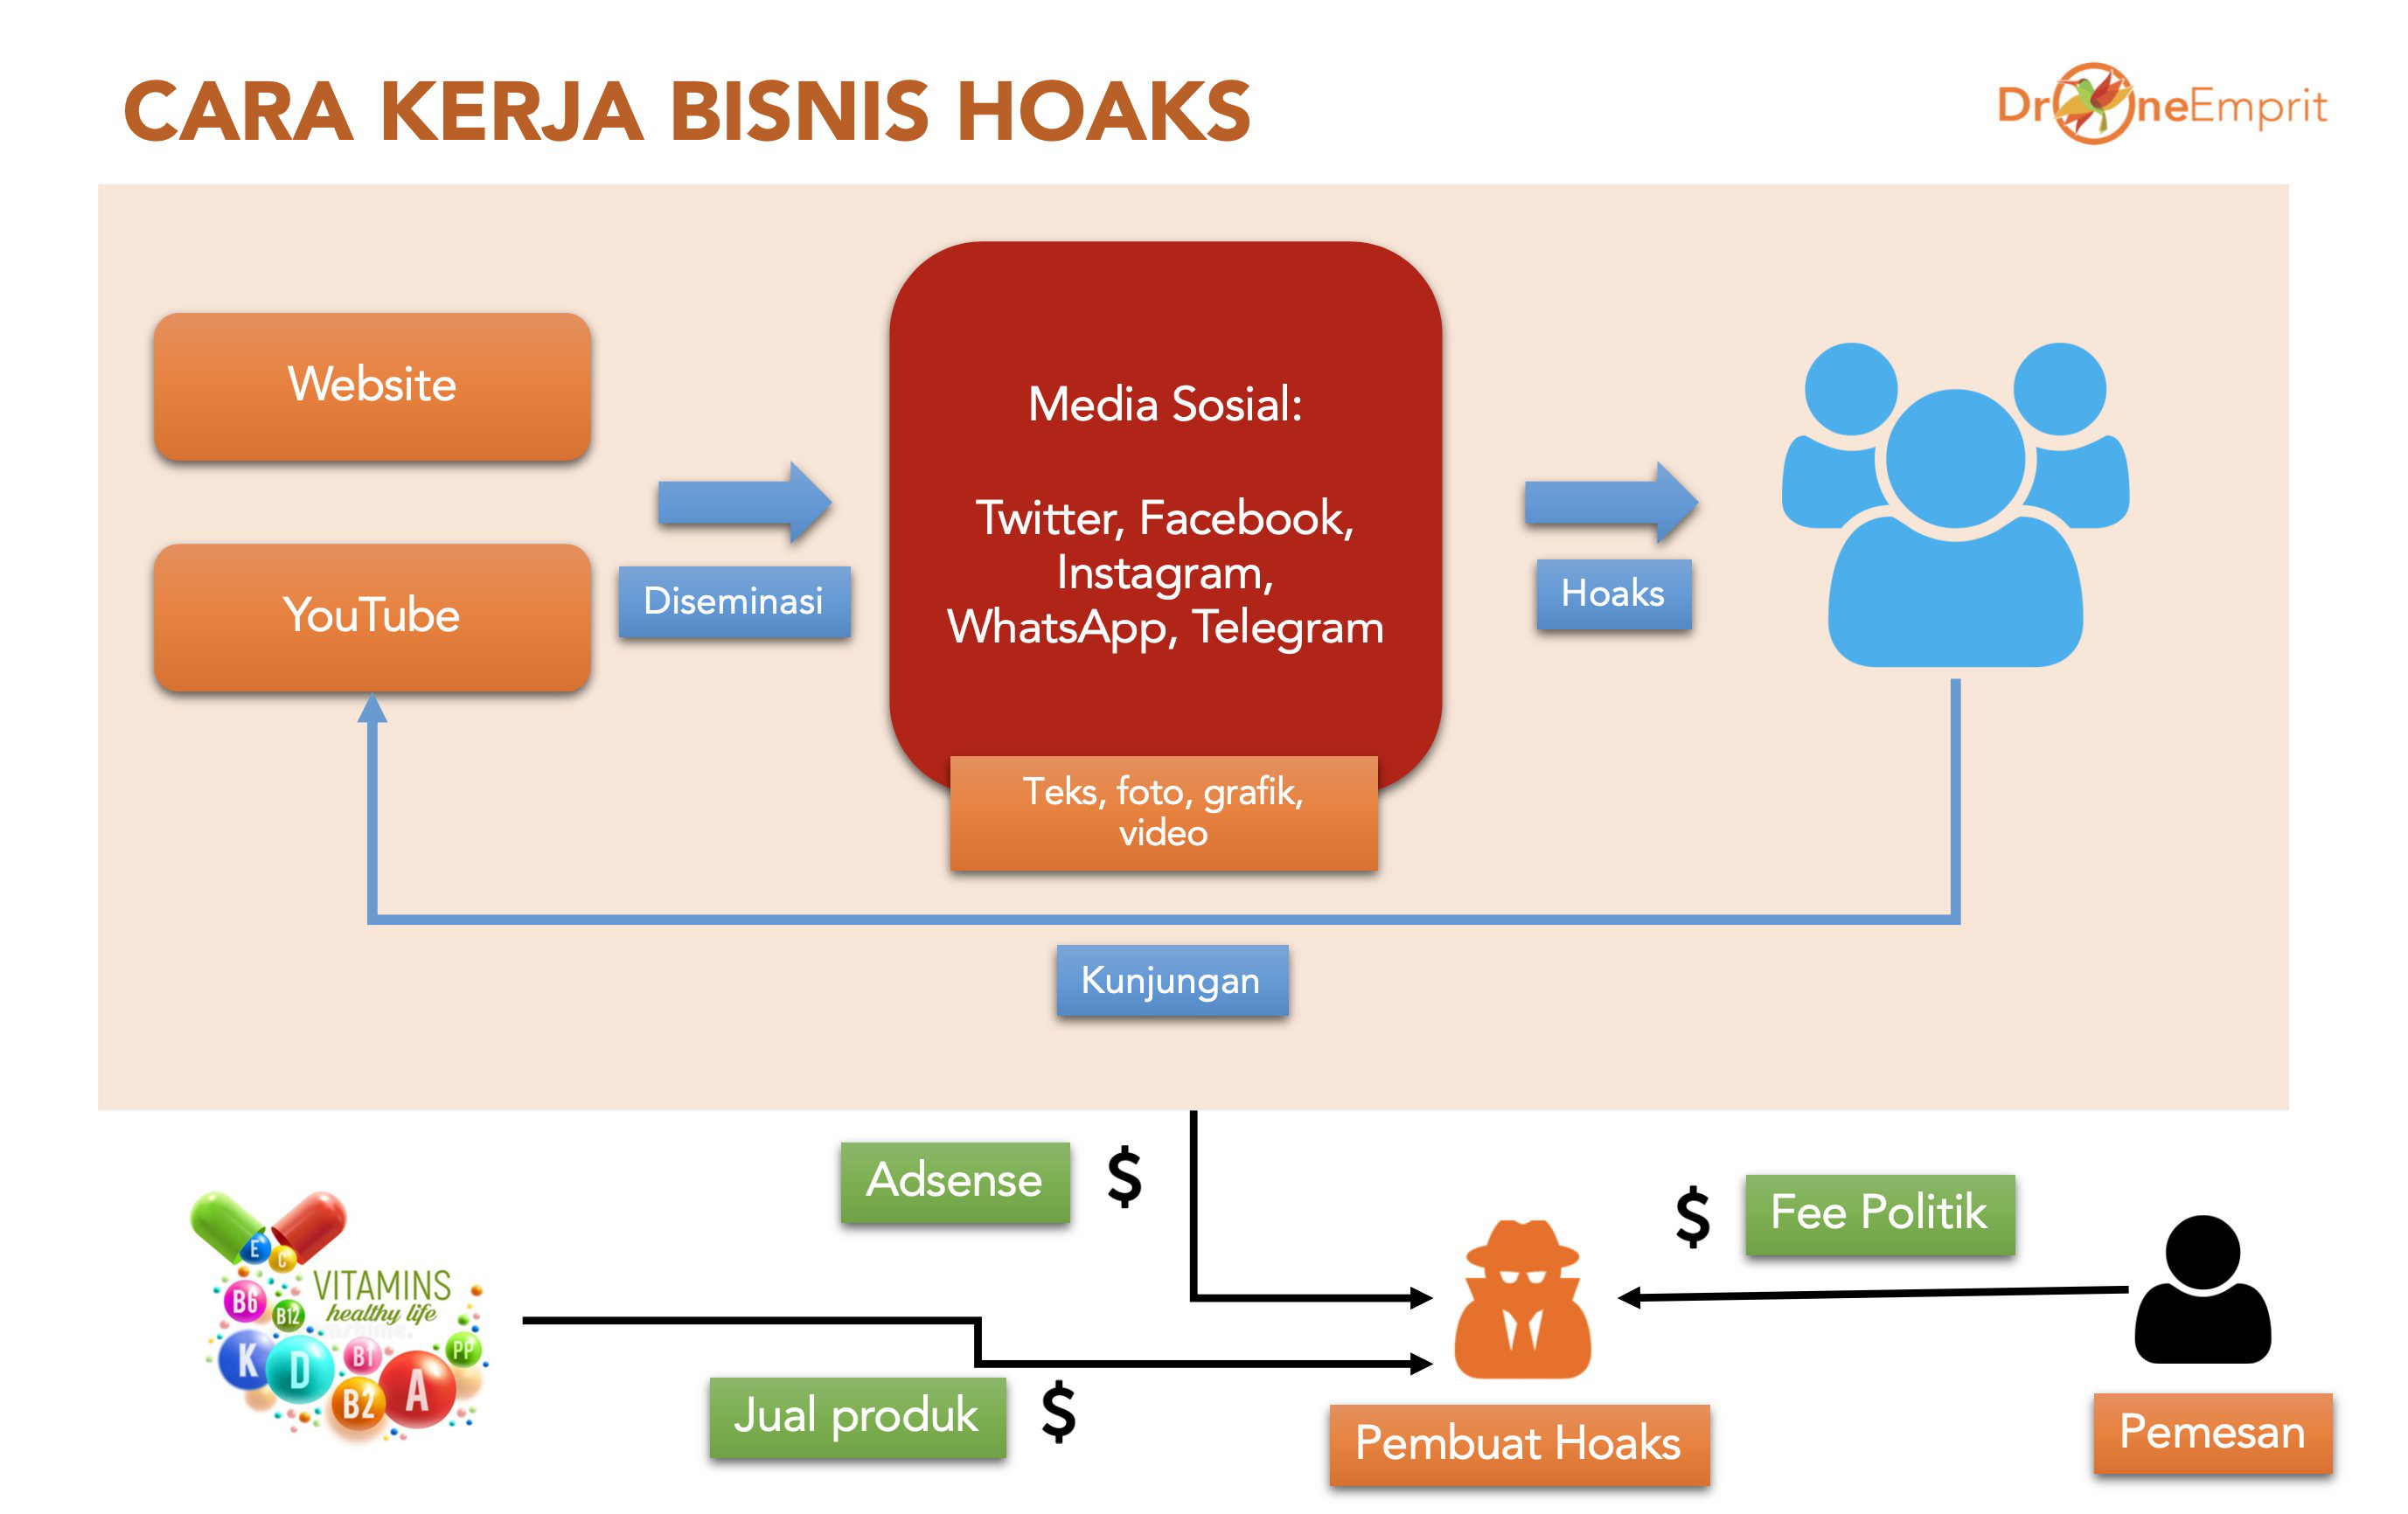 CARA KERJA BISNIS HOAKS
DroneEmprit
Website
YouTube
Diseminasi
Media Sosial:
Twitter, Facebook,
Instagram,
WhatsApp, Telegram
Teks, foto, grafik,
video
Hoaks
Kunjungan
Adsense
$
$
Fee Politik
E
C
VITAMINS
healthy life
B6
B12
K
D
B1
PP
B2
A
Jual produk
$
Pembuat Hoaks
Pemesan